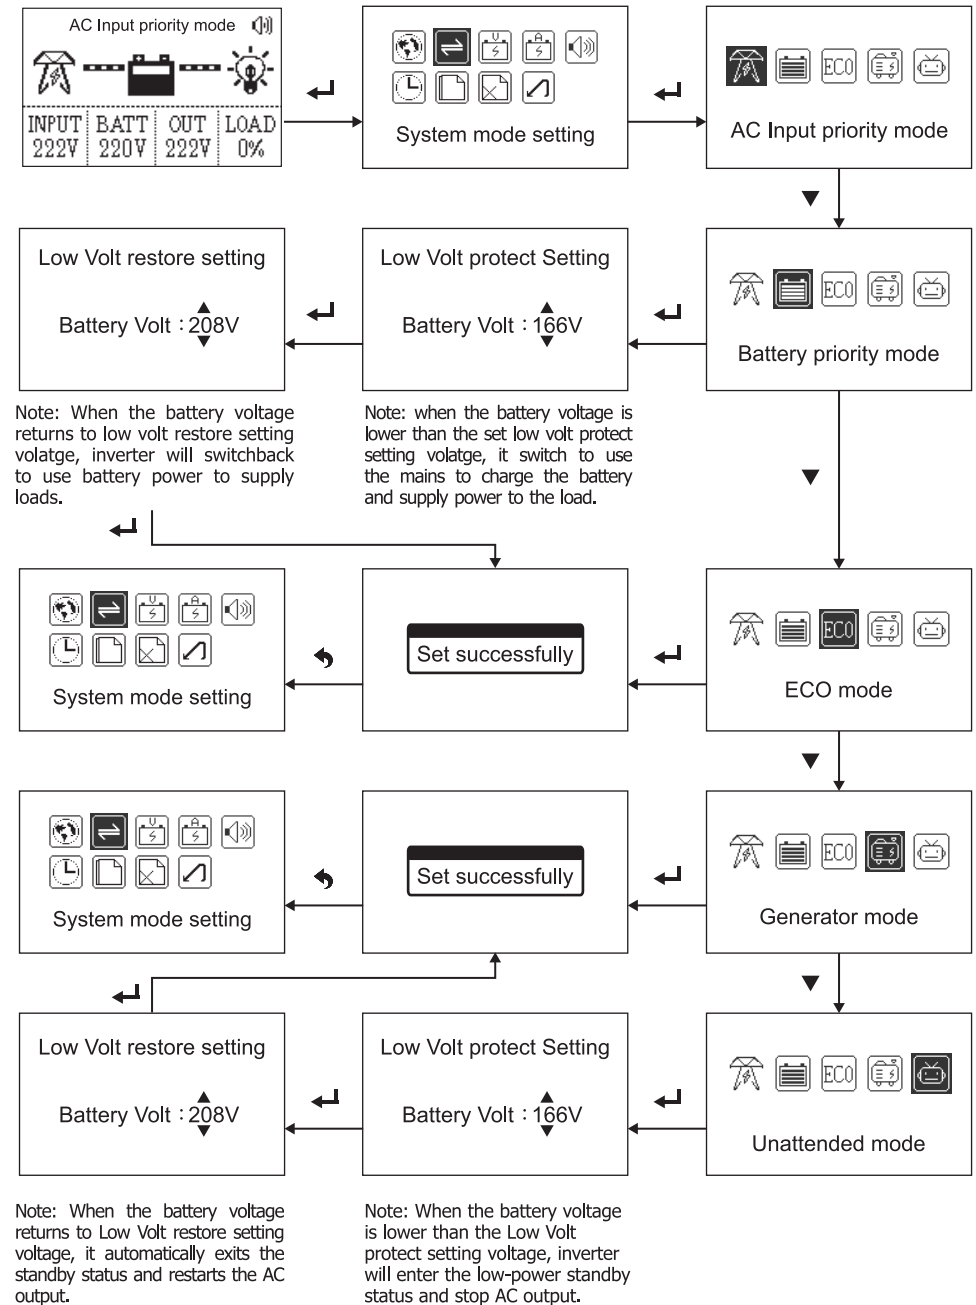 AC Input priority mode
INPUT BATT OUT LOAD
222V 220V 222V 0%
System mode setting
ECO
AC Input priority mode
Low Volt restore setting
Battery Volt : 208V
Low Volt protect Setting
Battery Volt : 166V
ECO
Battery priority mode
Note: When the battery voltage
returns to low volt restore setting
volatge, inverter will switchback
to use battery power to supply
loads.
Note: when the battery voltage is
lower than the set low volt protect
setting volatge, it switch to use
the mains to charge the battery
and supply power to the load.
System mode setting
Set successfully
ECO
ECO mode
System mode setting
Set successfully
ECO
Generator mode
Low Volt restore setting
Battery Volt : 208V
Low Volt protect Setting
Battery Volt : 166V
ECO
Unattended mode
Note: When the battery voltage
returns to Low Volt restore setting
voltage, it automatically exits the
standby status and restarts the AC
output.
Note: When the battery voltage
is lower than the Low Volt
protect setting voltage, inverter
will enter the low-power standby
status and stop AC output.